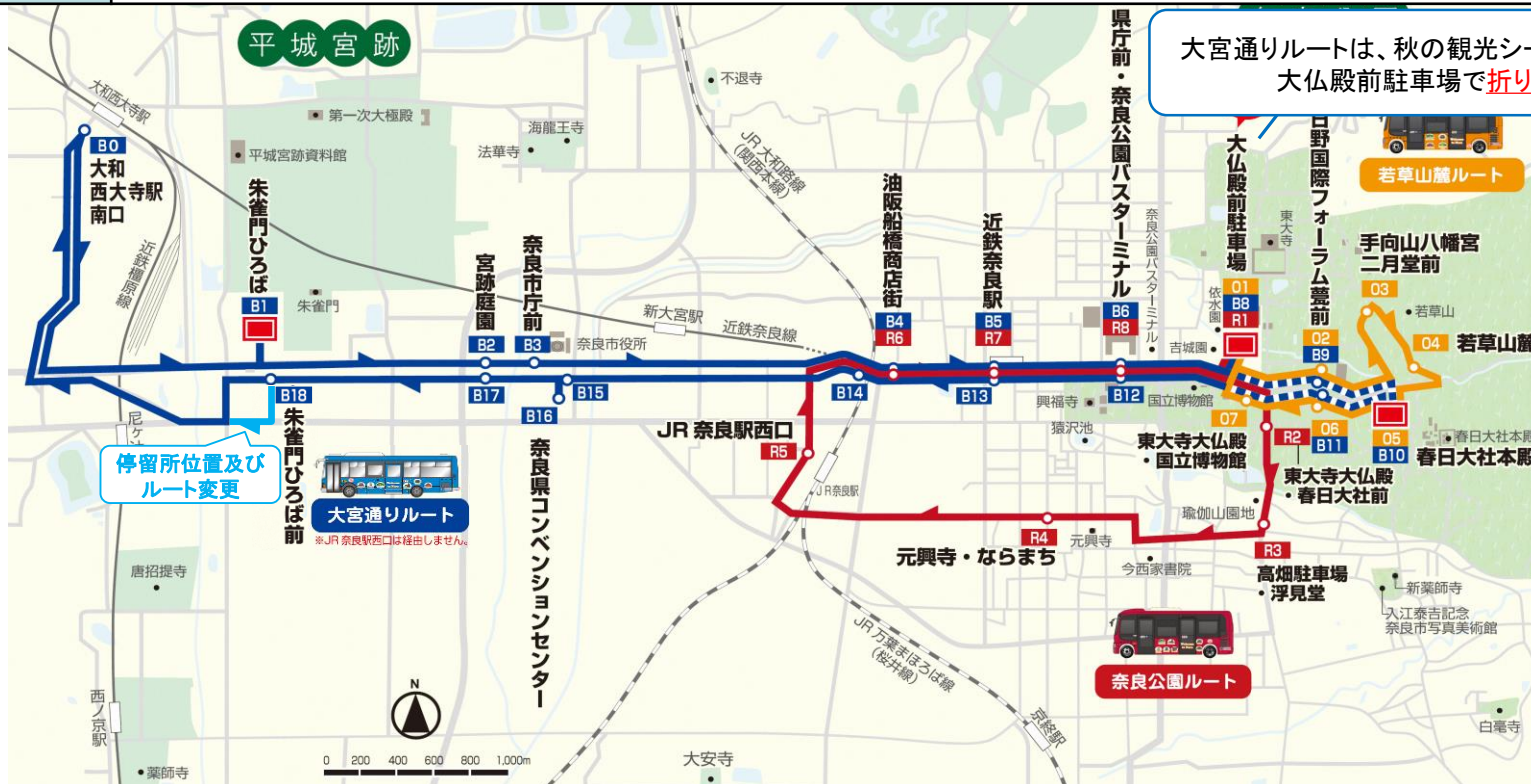 平城宮跡
大宮通りルートは、秋の観光シー
大仏殿前駐車場で折り
大和西大寺駅
B0
大和
西大寺駅
南口
第一次大極殿
平城宮跡資料館
朱雀門ひろば
B1
朱雀門
近鉄橿原線
海龍王寺
法華寺
不退寺
JR大和路線
(関西本線)
宮跡庭園
B2
奈良市庁前
B3
奈良市役所
新大宮駅
近鉄奈良線
油阪船橋商店街
B4
R6
近鉄奈良駅
B5
R7
県庁前・奈良公園バスターミナル
B6
R8
奈良公園バスターミナル
吉城園
依水園
大仏殿前駐車場
O1
B8
R1
東大寺
日野国際フォーラム甍前
O2
B9
若草山麓ルート
手向山八幡宮
二月堂前
O3
若草山
O4
若草山麓
B18
朱雀門ひろば前
B17
B16
奈良県コンベンションセンター
B15
B14
B13
B12
興福寺
猿沢池
国立博物館
O7
東大寺大仏殿
・国立博物館
R2
東大寺大仏殿
・春日大社前
O6
B11
O5
B10
春日大社本殿
春日大社本殿
尼ヶ辻
停留所位置及び
ルート変更
大宮通りルート
※JR奈良駅西口は経由しません。
JR奈良駅西口
R5
JR奈良駅
R4
元興寺・ならまち
元興寺
今西家書院
瑜伽山園地
R3
高畑駐車場
・浮見堂
新薬師寺
入江泰吉記念
奈良市写真美術館
奈良公園ルート
JR万葉まほろば線
(桜井線)
京終駅
白毫寺
唐招提寺
西ノ京駅
薬師寺
大安寺
N
0 200 400 600 800 1,000m